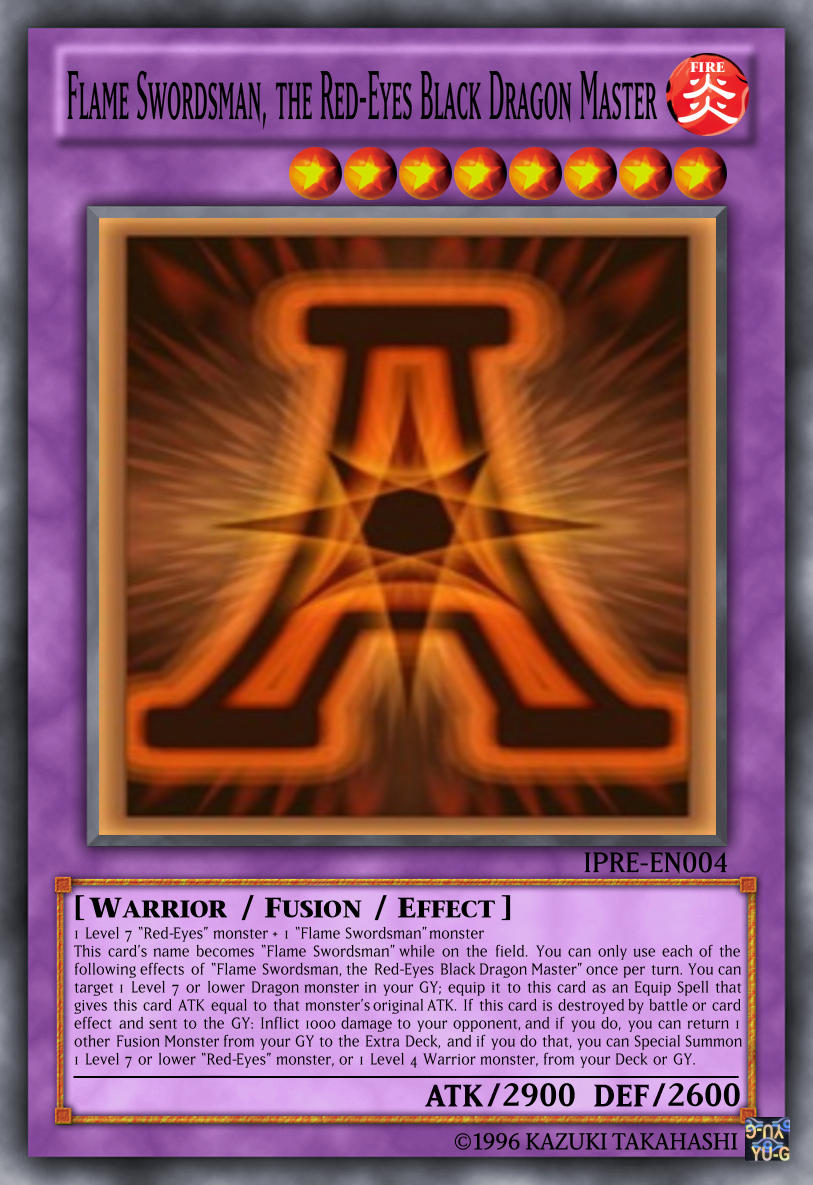 Flame Swordsman, the Red-Eyes Black Dragon Master
FIRE
炎
A
IPRE-EN004
[ Warrior / Fusion / Effect ]
1 Level 7 "Red-Eyes" monster + 1 "Flame Swordsman" monster
This card's name becomes "Flame Swordsman" while on the field. You can only use each of the
following effects of "Flame Swordsman, the Red-Eyes Black Dragon Master" once per turn. You can
target 1 Level 7 or lower Dragon monster in your GY; equip it to this card as an Equip Spell that
gives this card ATK equal to that monster's original ATK. If this card is destroyed by battle or card
effect and sent to the GY: Inflict 1000 damage to your opponent, and if you do, you can return 1
other Fusion Monster from your GY to the Extra Deck, and if you do that, you can Special Summon
1 Level 7 or lower "Red-Eyes" monster, or 1 Level 4 Warrior monster, from your Deck or GY.
ATK/2900 DEF/2600
©1996 KAZUKI TAKAHASHI
YU-G
YU-G